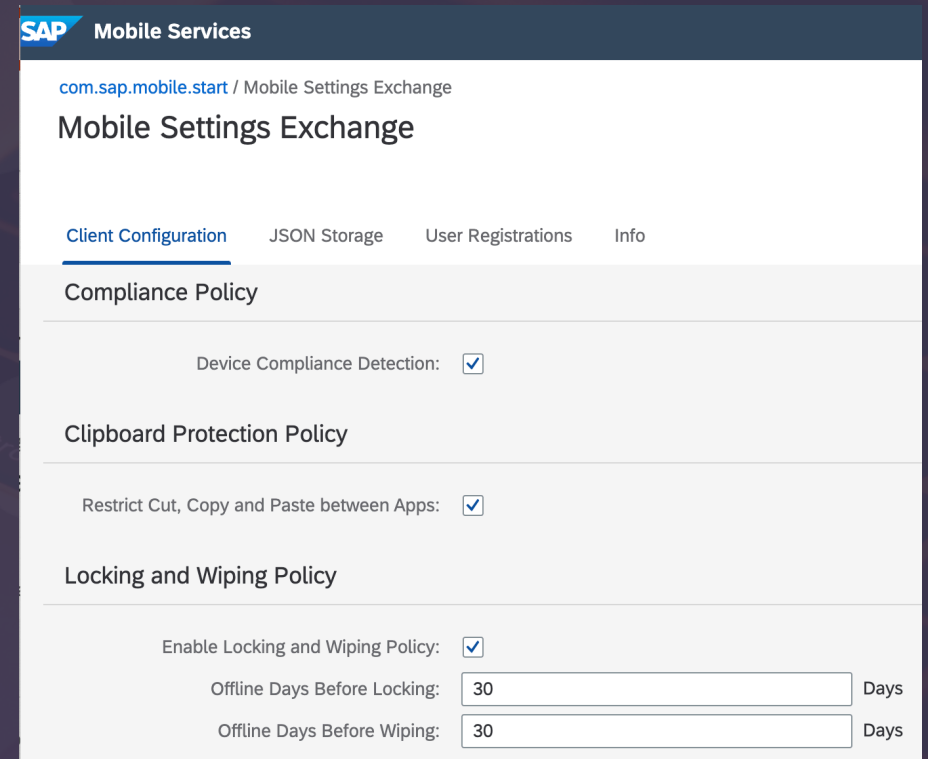 SAP Mobile Services
com.sap.mobile.start / Mobile Settings Exchange
Mobile Settings Exchange
Client Configuration JSON Storage User Registrations Info
Compliance Policy
Device Compliance Detection:
Clipboard Protection Policy
Restrict Cut, Copy and Paste between Apps:
Locking and Wiping Policy
Enable Locking and Wiping Policy:
Offline Days Before Locking: 30 Days
Offline Days Before Wiping: 30 Days